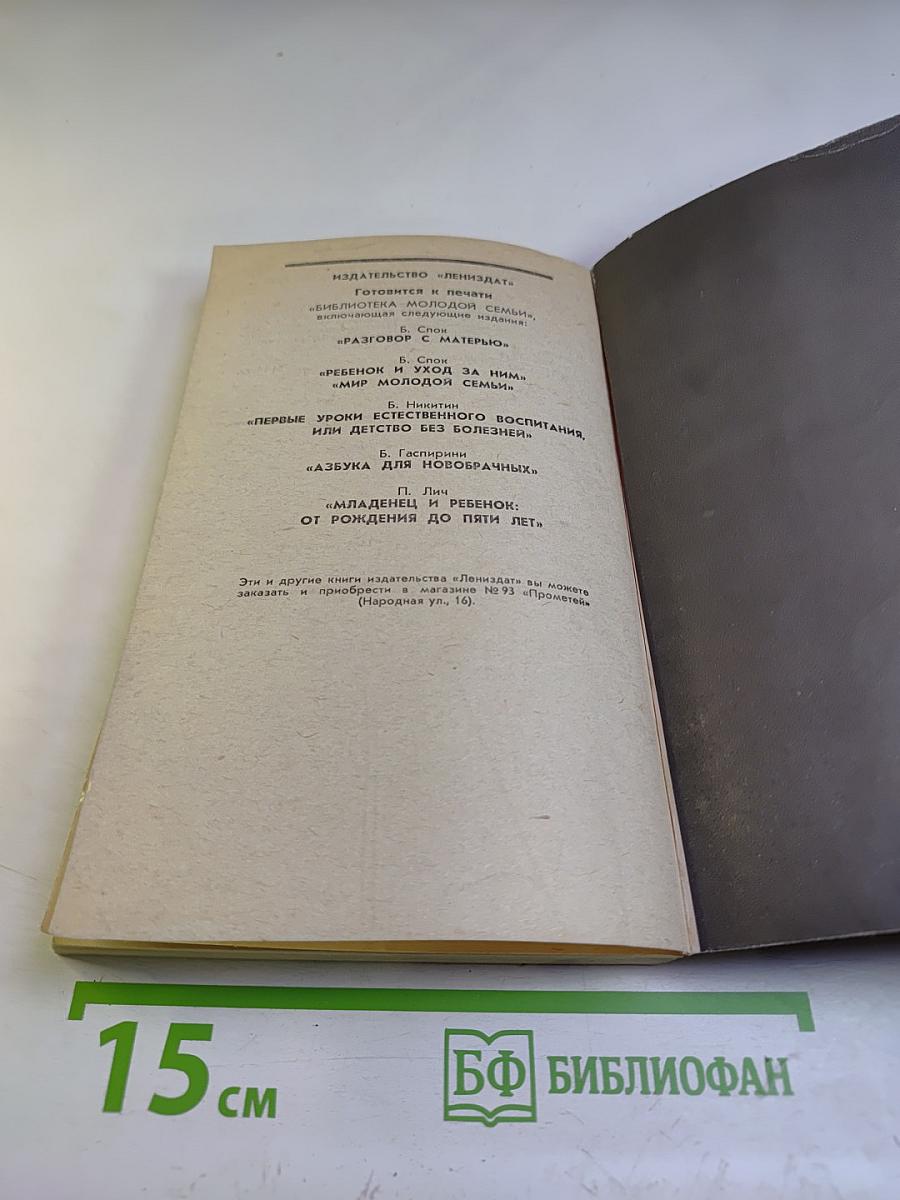 ИЗДАТЕЛЬСТВО «ЛЕНИЗДАТ»
Готовится к печати
«БИБЛИОТЕКА МОЛОДОЙ СЕМЬИ»,
включающая следующие издания:
Б. Спок
«РАЗГОВОР С МАТЕРЬЮ»
Б. Спок
«РЕБЕНОК И УХОД ЗА НИМ»
«МИР МОЛОДОЙ СЕМЬИ»
Б. Никитин
«ПЕРВЫЕ УРОКИ ЕСТЕСТВЕННОГО ВОСПИТАНИЯ,
ИЛИ ДЕТСТВО БЕЗ БОЛЕЗНЕЙ»
Б. Гаспирини
«АЗБУКА ДЛЯ НОВОБРАЧНЫХ»
П. Лич
«МЛАДЕНЕЦ И РЕБЕНОК:
ОТ РОЖДЕНИЯ ДО ПЯТИ ЛЕТ»
Эти и другие книги издательства «Лениздат» вы можете
заказать и приобрести в магазине № 93 «Прометей»
(Народная ул., 16).
15 см
БФ БИБЛИОФАН